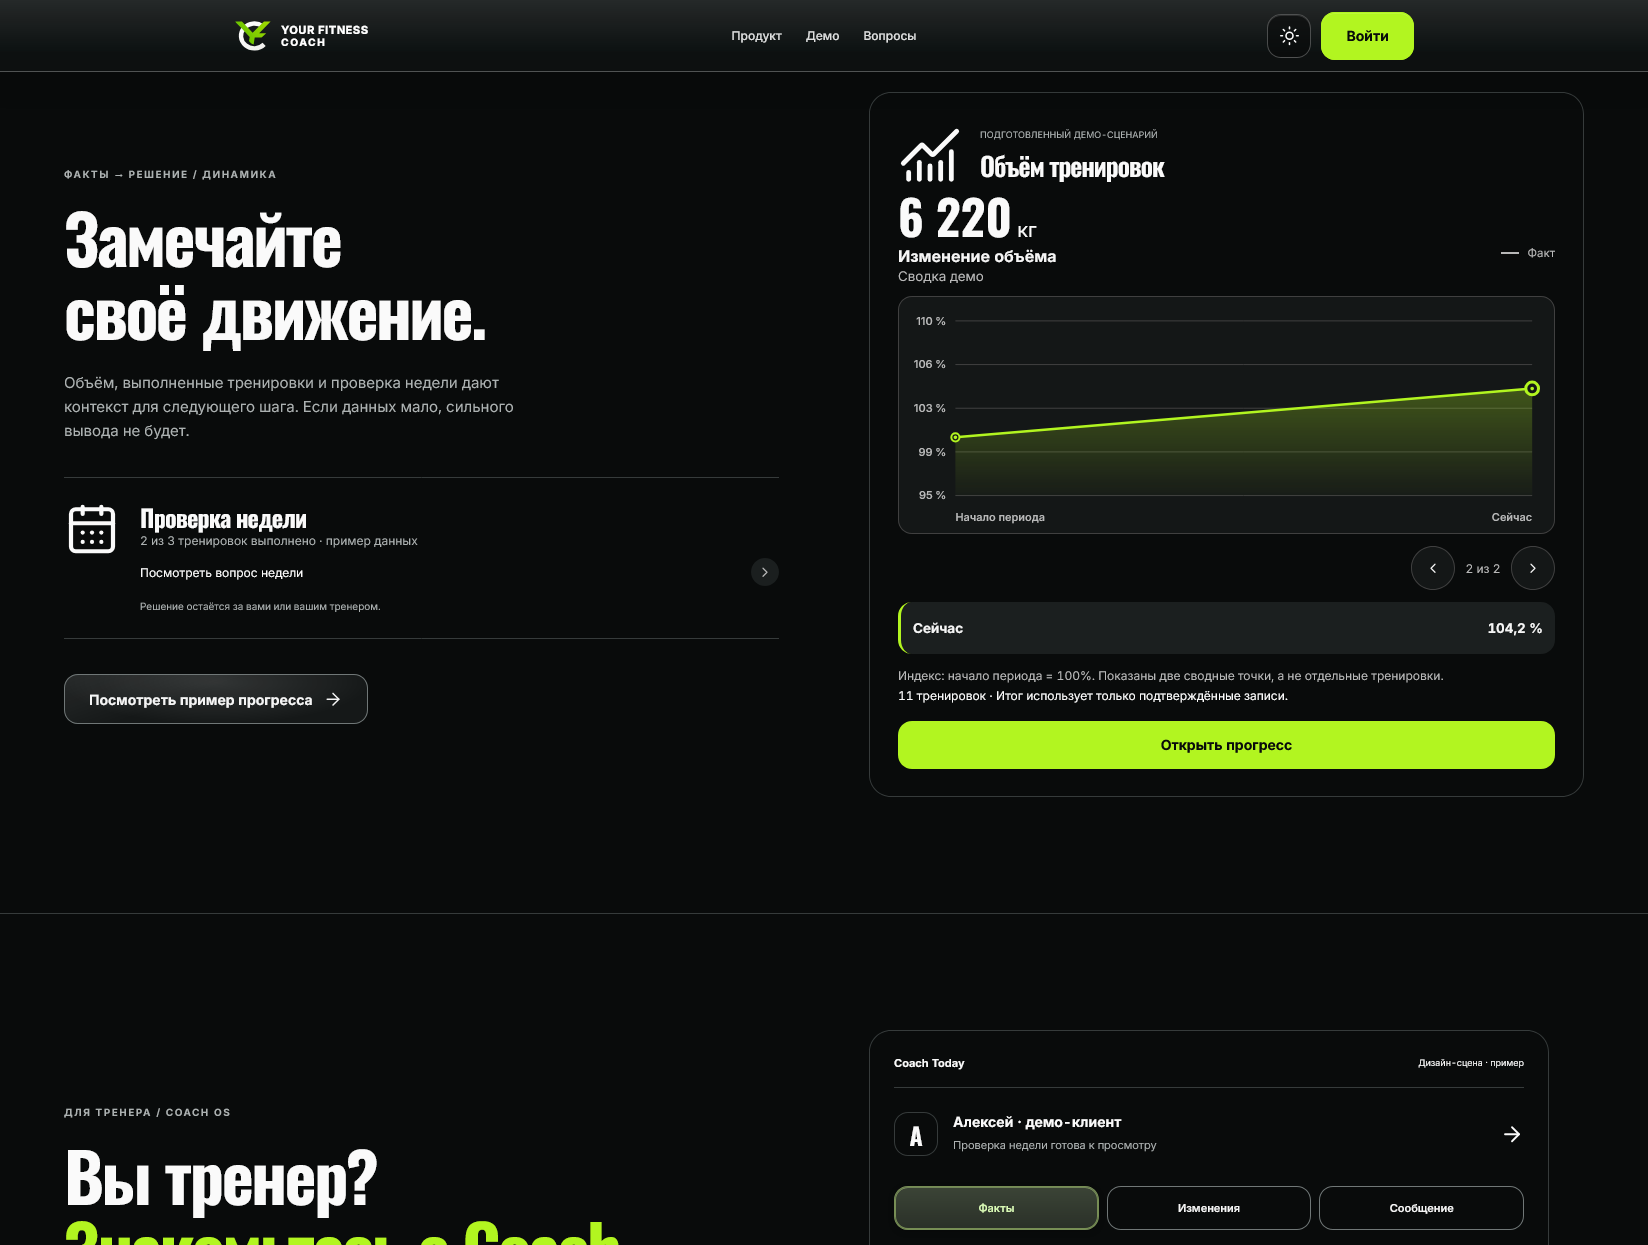 YOUR FITNESS
COACH
Продукт
Демо
Вопросы
Войти
ФАКТЫ → РЕШЕНИЕ / ДИНАМИКА
Замечайте
своё движение.
Объём, выполненные тренировки и проверка недели дают
контекст для следующего шага. Если данных мало, сильного
вывода не будет.
Проверка недели
2 из 3 тренировок выполнено · пример данных
Посмотреть вопрос недели
Решение остаётся за вами или вашим тренером.
Посмотреть пример прогресса
ПОДГОТОВЛЕННЫЙ ДЕМО-СЦЕНАРИЙ
Объём тренировок
6 220 кг
Изменение объёма
Сводка демо
Факт
110 %
106 %
103 %
99 %
95 %
Начало периода
Сейчас
2 из 2
Сейчас
104,2 %
Индекс: начало периода = 100%. Показаны две сводные точки, а не отдельные тренировки.
11 тренировок · Итог использует только подтверждённые записи.
Открыть прогресс
ДЛЯ ТРЕНЕРА / COACH OS
Вы тренер?
Знакомьтесь с Coach
Coach Today
Дизайн-сцена · пример
А
Алексей · демо-клиент
Проверка недели готова к просмотру
Факты
Изменения
Сообщение